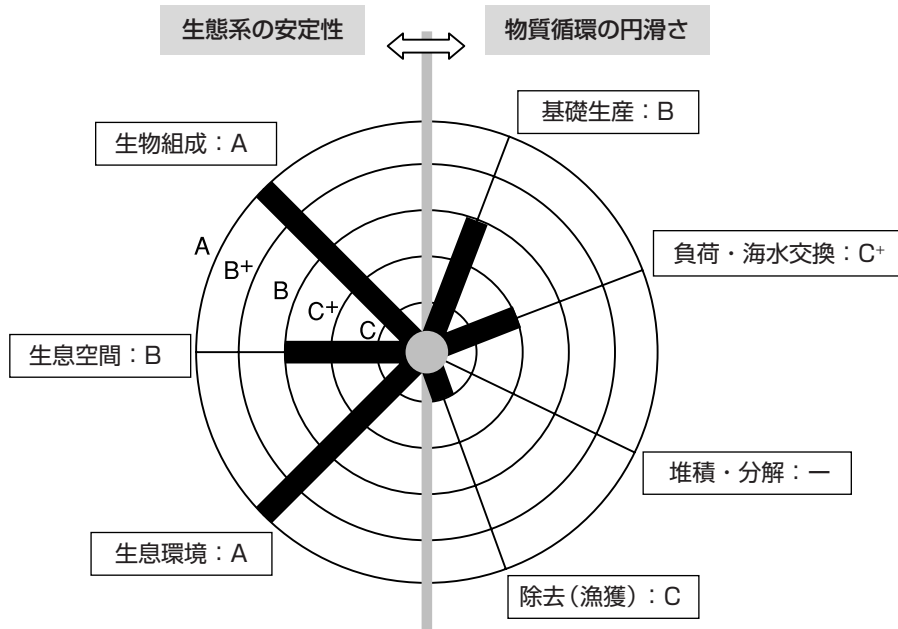 生態系の安定性
物質循環の円滑さ
基礎生産：B
生物組成：A
負荷・海水交換：C⁺
A
B⁺
B
C⁺
C
生息空間：B
堆積・分解：ー
生息環境：A
除去（漁獲）：C